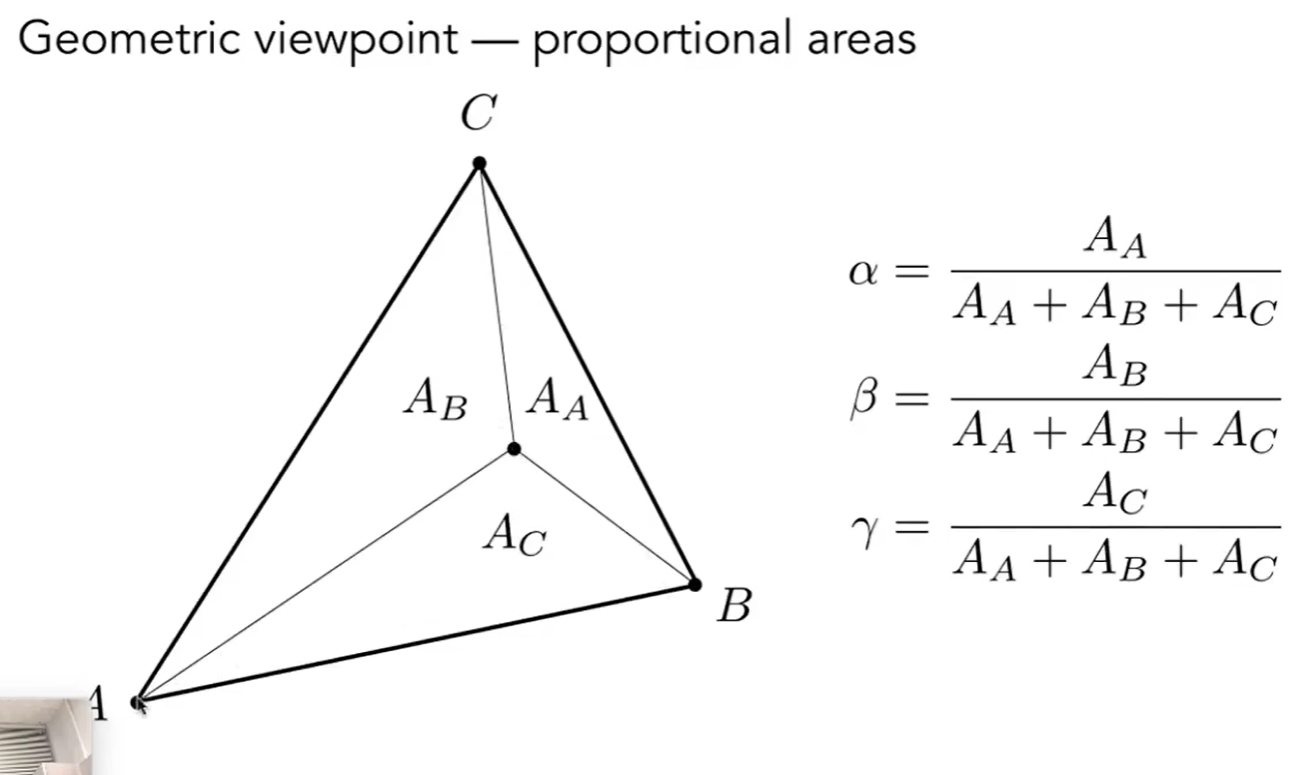 Geometric viewpoint — proportional areas
C
α = A_A / (A_A + A_B + A_C)
β = A_B / (A_A + A_B + A_C)
γ = A_C / (A_A + A_B + A_C)
A_B A_A
A_C
B
A